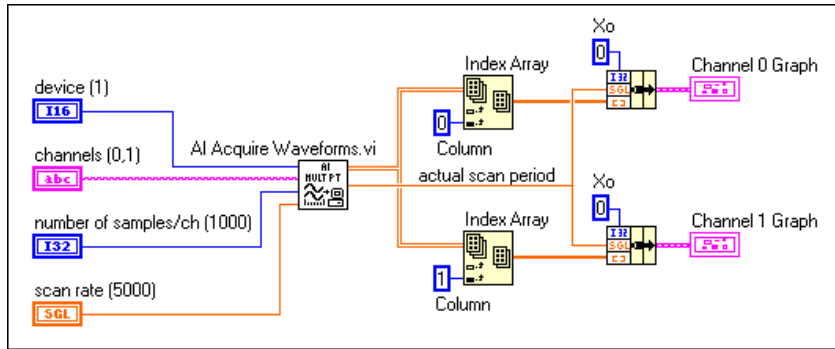 device (1)
I16
channels (0,1)
abc
number of samples/ch (1000)
I32
scan rate (5000)
SGL
AI Acquire Waveforms.vi
AI
MULT PT
Index Array
0
Column
actual scan period
Index Array
1
Column
Xo
0
I32
SGL
Channel 0 Graph
Xo
0
I32
SGL
Channel 1 Graph